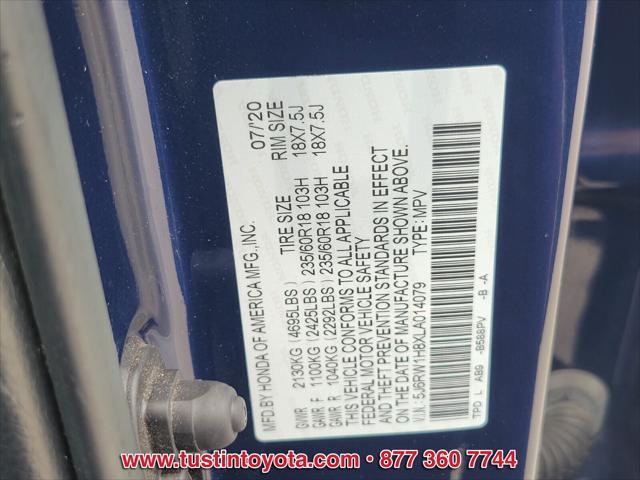 MFD.BY HONDA OF AMERICA MFG.,INC. 07/'20
TIRE SIZE RIM SIZE
GVWR 2130KG (4695LBS)
GAWR F 1100KG (2425LBS) 235/60R18 103H 18X7.5J
GAWR R 1040KG (2292LBS) 235/60R18 103H 18X7.5J
THIS VEHICLE CONFORMS TO ALL APPLICABLE
FEDERAL MOTOR VEHICLE SAFETY
AND THEFT PREVENTION STANDARDS IN EFFECT
ON THE DATE OF MANUFACTURE SHOWN ABOVE.
V.I.N.: 5J6RW1H8XLA014079 TYPE: MPV
TPD L AB9 -B588PV -B -A
www.tustintoyota.com • 877 360 7744